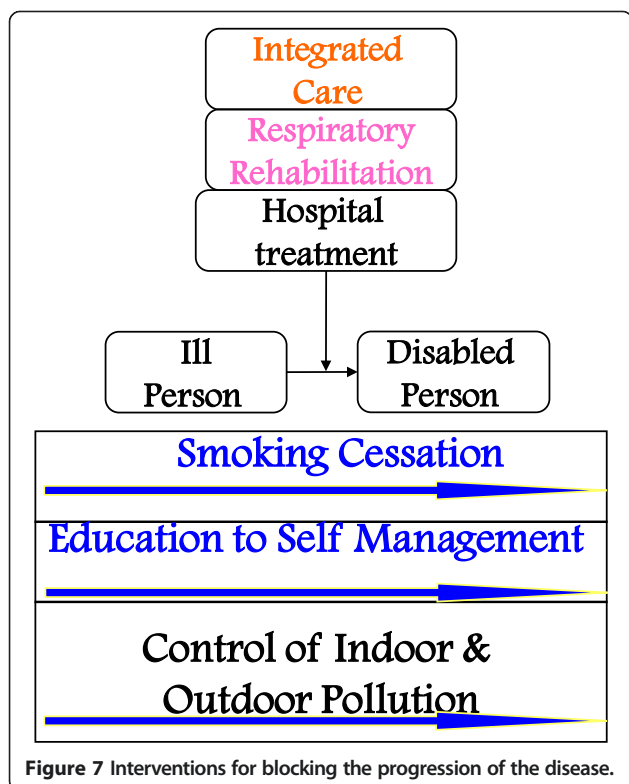 Integrated
Care
Respiratory
Rehabilitation
Hospital
treatment
Ill
Person
Disabled
Person
Smoking Cessation
Education to Self Management
Control of Indoor &
Outdoor Pollution
Figure 7 Interventions for blocking the progression of the disease.